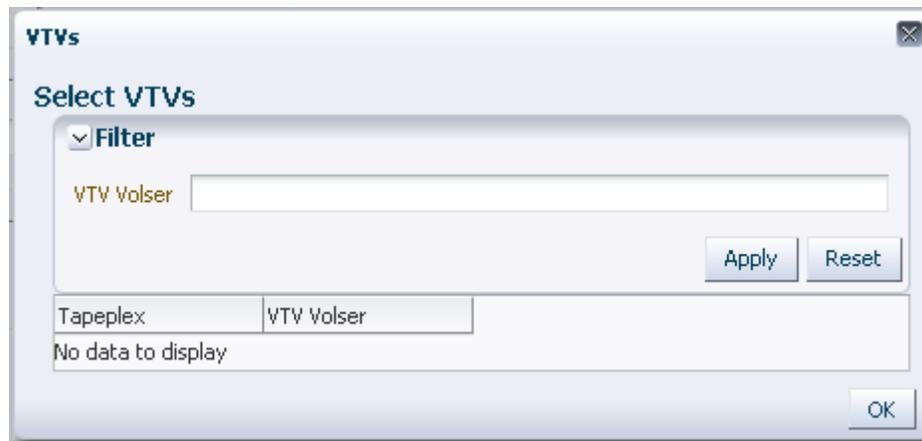 VTVs
Select VTVs
Filter
VTV Volser
Apply Reset
Tapeplex VTV Volser
No data to display
OK